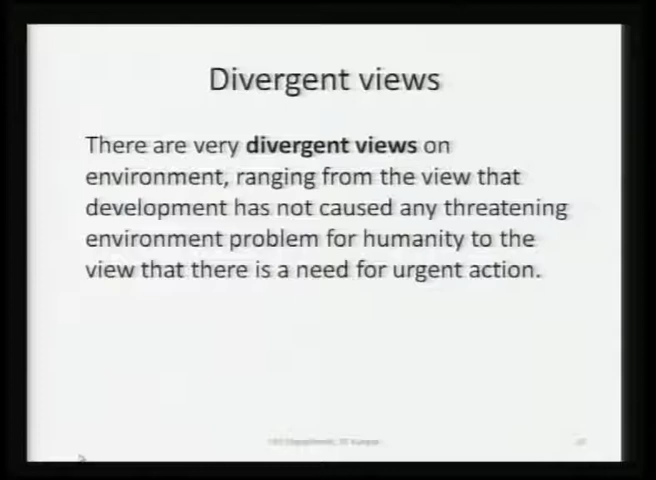 Divergent views
There are very divergent views on
environment, ranging from the view that
development has not caused any threatening
environment problem for humanity to the
view that there is a need for urgent action.